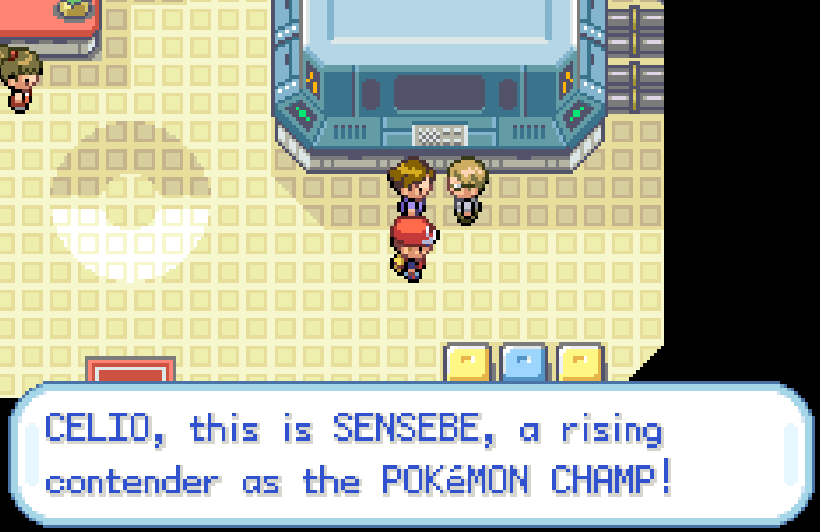 CELIO, this is SENSEBE, a rising
contender as the POKéMON CHAMP!